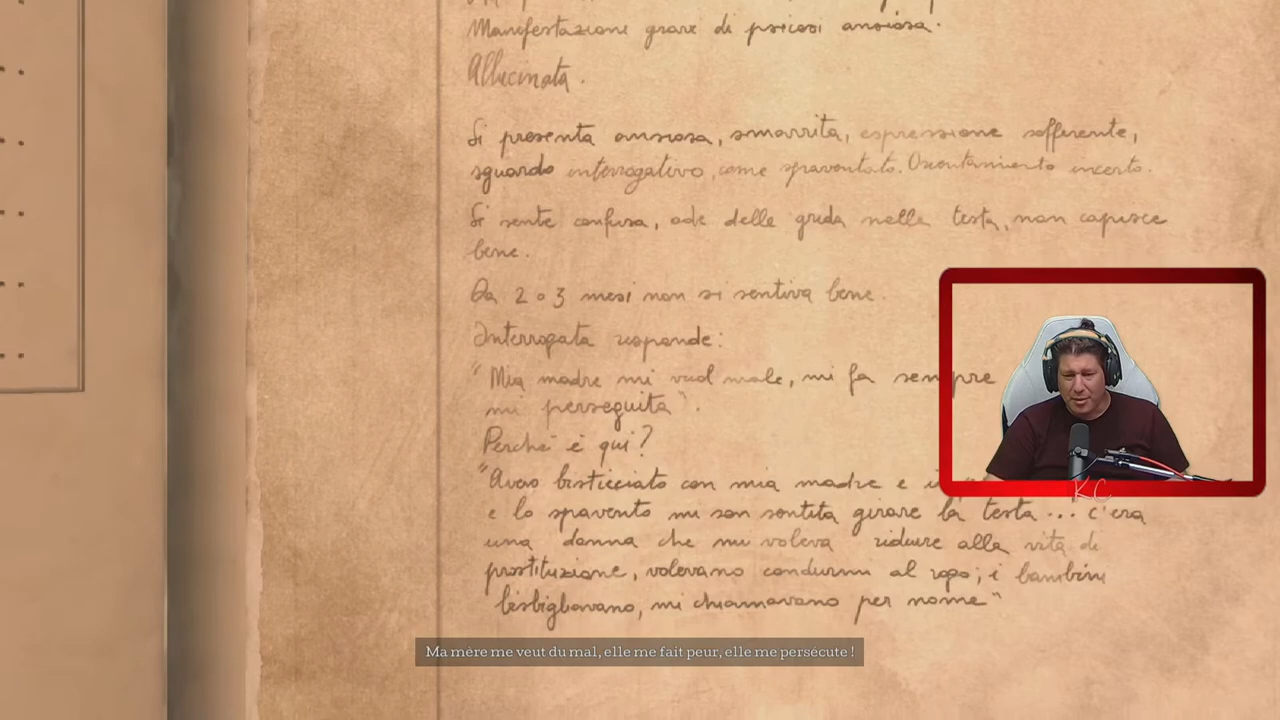 Manifestazione grave di psicosi ansiosa.
Allucinata.
Si presenta ansiosa, smarrita, espressione sofferente,
sguardo interrogativo, come spaventato. Orientamento incerto.
Si sente confusa, ode delle grida nella testa, non capisce
bene.
Da 2 o 3 mesi non si sentiva bene.
Interrogata risponde:
"Mia madre mi vuol male, mi fa sempre
mi perseguita".
Perché è qui?
"Avevo bisticciato con mia madre e
e lo spavento mi son sentita girare la testa... c'era
una donna che mi voleva ridurre alla vita di
prostituzione, volevano condurmi al rogo; i bambini
bisbigliavano, mi chiamavano per nome"
KC
Ma mère me veut du mal, elle me fait peur, elle me persécute !